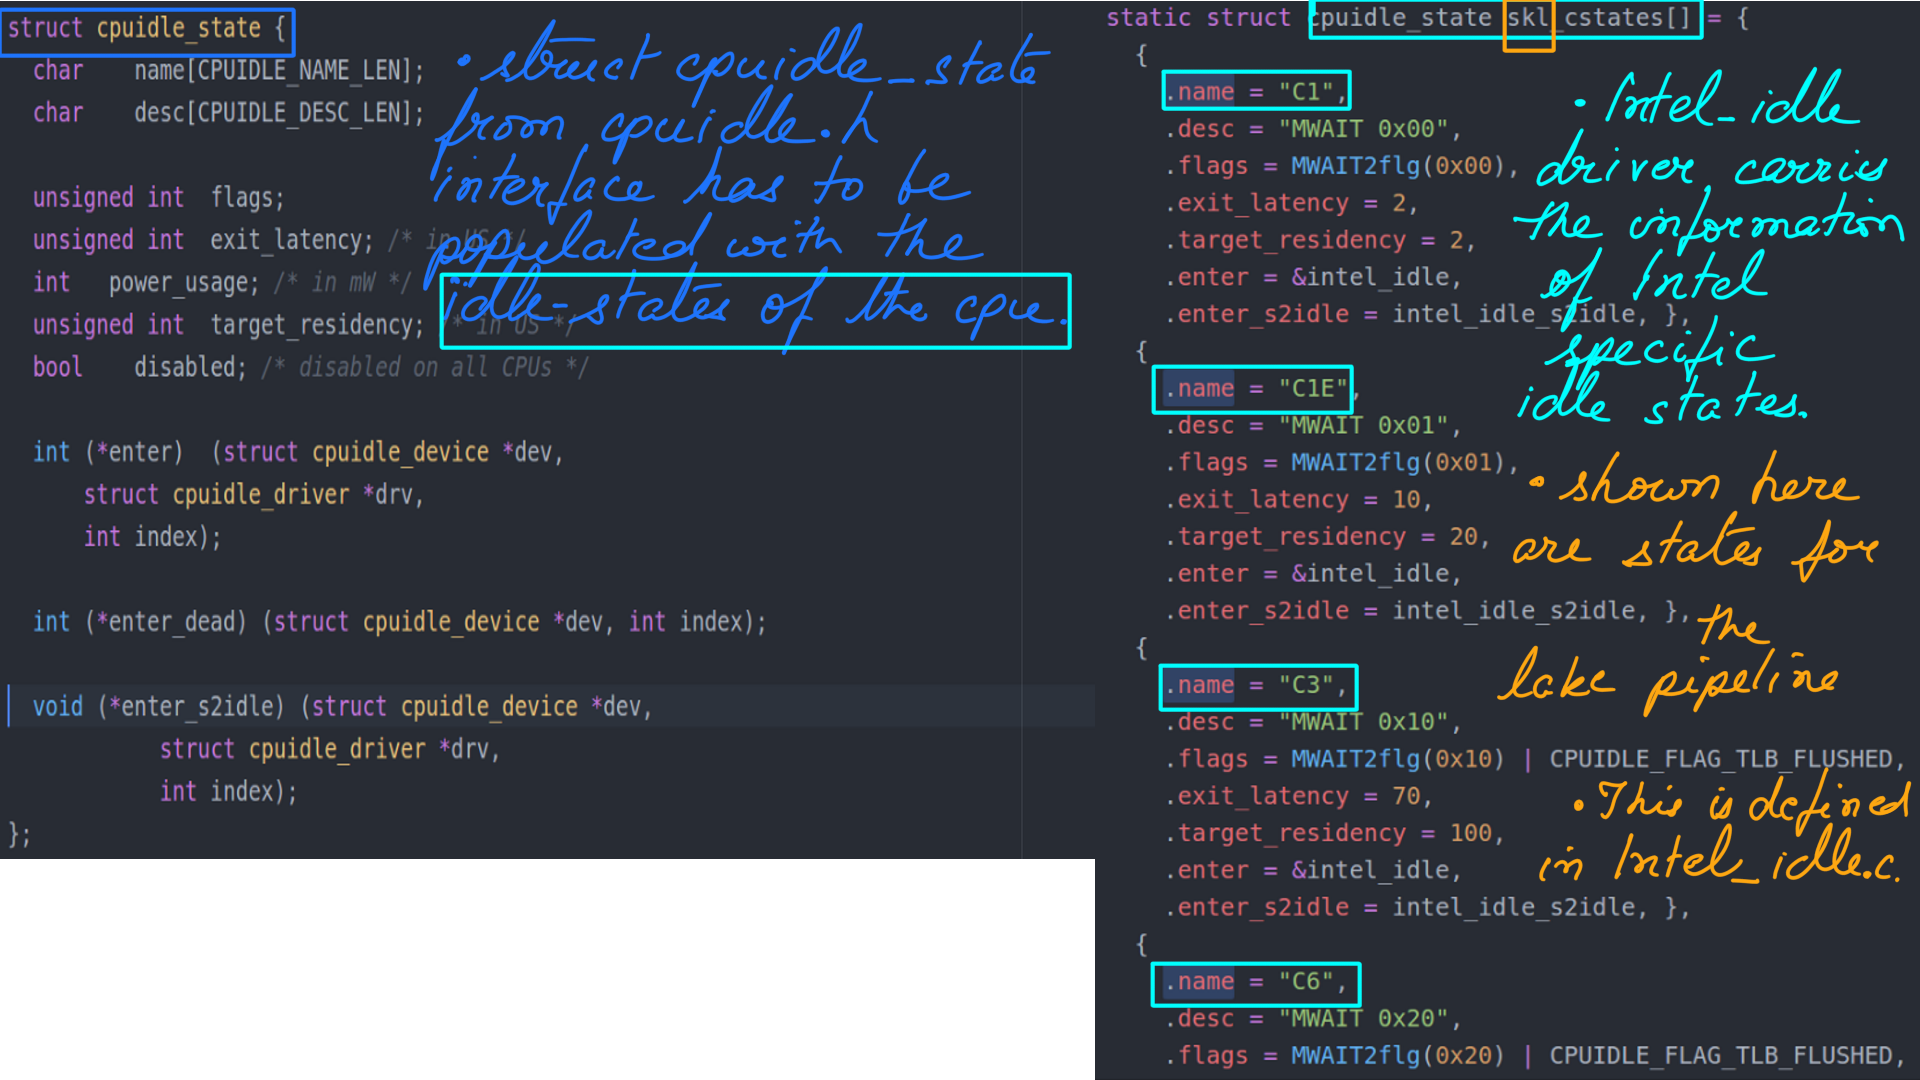 struct cpuidle_state {
char name[CPUIDLE_NAME_LEN];
char desc[CPUIDLE_DESC_LEN];
unsigned int flags;
unsigned int exit_latency; /* in US */
int power_usage; /* in mW */
unsigned int target_residency; /* in US */
bool disabled; /* disabled on all CPUs */
int (*enter) (struct cpuidle_device *dev,
struct cpuidle_driver *drv,
int index);
int (*enter_dead) (struct cpuidle_device *dev, int index);
void (*enter_s2idle) (struct cpuidle_device *dev,
struct cpuidle_driver *drv,
int index);
};
• struct cpuidle_state
from cpuidle.h
interface has to be
populated with the
idle-states of the cpu.
static struct cpuidle_state skl_cstates[] = {
{
.name = "C1",
.desc = "MWAIT 0x00",
.flags = MWAIT2flg(0x00),
.exit_latency = 2,
.target_residency = 2,
.enter = &intel_idle,
.enter_s2idle = intel_idle_s2idle, },
{
.name = "C1E",
.desc = "MWAIT 0x01",
.flags = MWAIT2flg(0x01),
.exit_latency = 10,
.target_residency = 20,
.enter = &intel_idle,
.enter_s2idle = intel_idle_s2idle, },
{
.name = "C3",
.desc = "MWAIT 0x10",
.flags = MWAIT2flg(0x10) | CPUIDLE_FLAG_TLB_FLUSHED,
.exit_latency = 70,
.target_residency = 100,
.enter = &intel_idle,
.enter_s2idle = intel_idle_s2idle, },
{
.name = "C6",
.desc = "MWAIT 0x20",
.flags = MWAIT2flg(0x20) | CPUIDLE_FLAG_TLB_FLUSHED,
• Intel_idle
driver, carris
the information
of Intel
specific
idle states.
• shown here
are states for
the
lake pipeline
• This is defined
in Intel_idle.c.